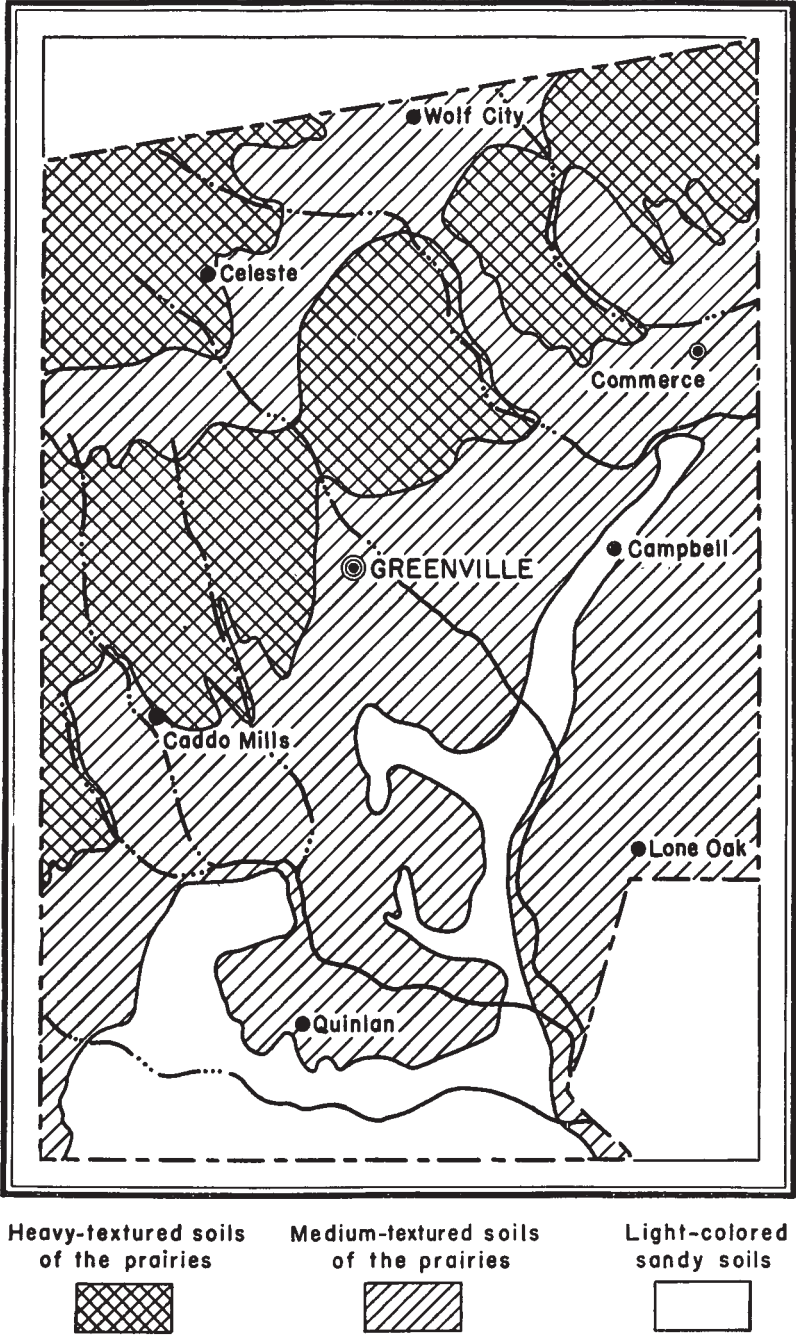 Wolf City
Celeste
Commerce
Campbell
GREENVILLE
Caddo Mills
Lone Oak
Quinlan
Heavy-textured soils
of the prairies
Medium-textured soils
of the prairies
Light-colored
sandy soils